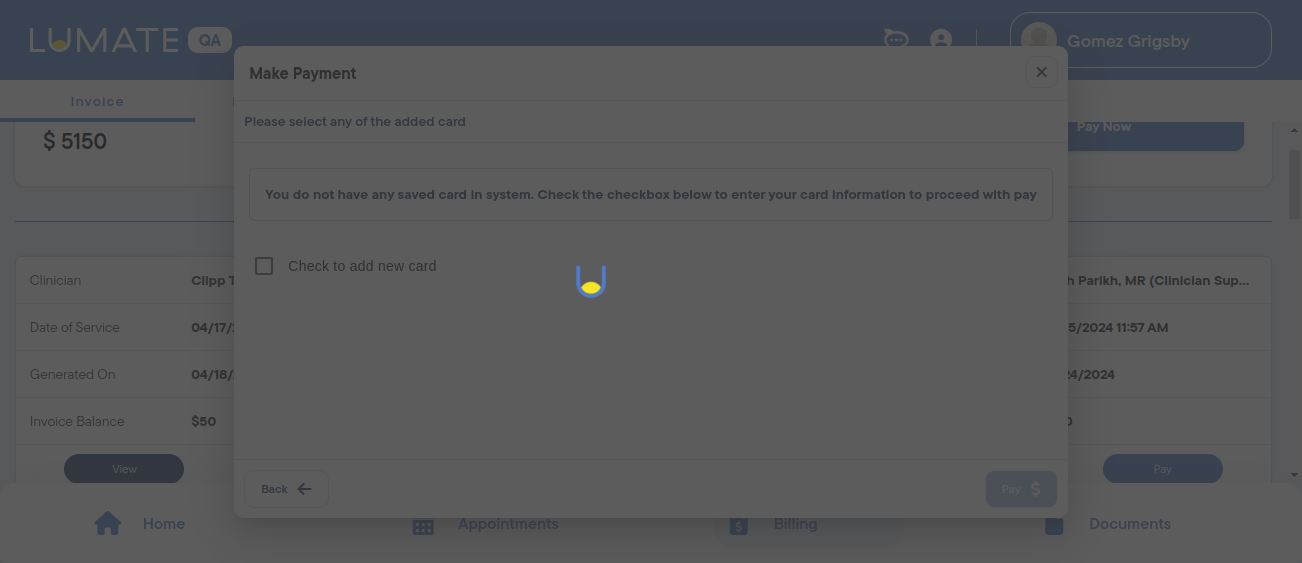 LUMATE QA
Gomez Grigsby
Make Payment
Invoice
Please select any of the added card
$ 5150
Pay Now
You do not have any saved card in system. Check the checkbox below to enter your card information to proceed with pay
Check to add new card
Clinician
Clipp T
h Parikh, MR (Clinician Sup...
Date of Service
04/17/2
5/2024 11:57 AM
Generated On
04/18/
24/2024
Invoice Balance
$50
0
View
Pay
Back
Pay $
Home
Appointments
Billing
Documents